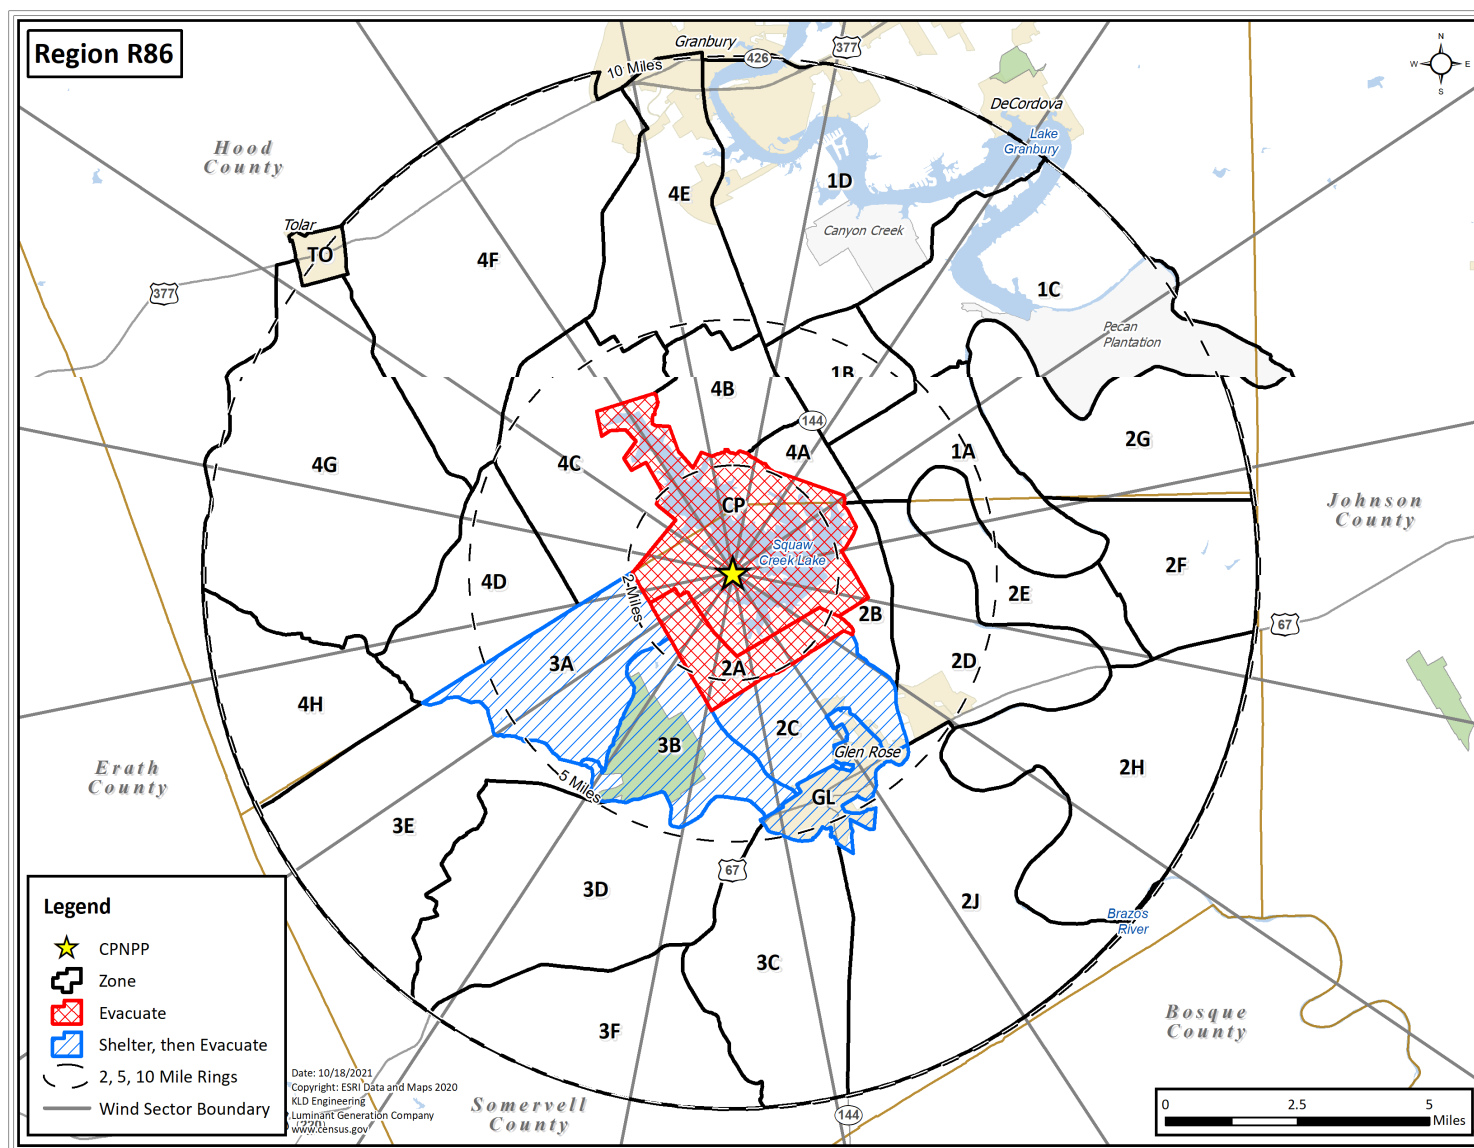 Region R86
Granbury
426
377
10 Miles
N
W E
S
DeCordova
Lake
Granbury
Hood
County
1D
4E
Tolar
TO
4F
Canyon Creek
377
1C
Pecan
Plantation
1B
4B
144
4A
1A
2G
4C
4G
CP
Johnson
County
Squaw
Creek Lake
2F
4D
2-Miles
2E
2B
67
3A
2A
2D
4H
2C
3B
Glen Rose
2H
Erath
County
5 Miles
GL
3E
67
3D
2J
Brazos
River
3C
Bosque
County
3F
Legend
CPNPP
Zone
Evacuate
Shelter, then Evacuate
2, 5, 10 Mile Rings
Wind Sector Boundary
Date: 10/18/2021
Copyright: ESRI Data and Maps 2020
KLD Engineering
Luminant Generation Company
www.census.gov
(220)
Somervell
County
144
0 2.5 5
Miles